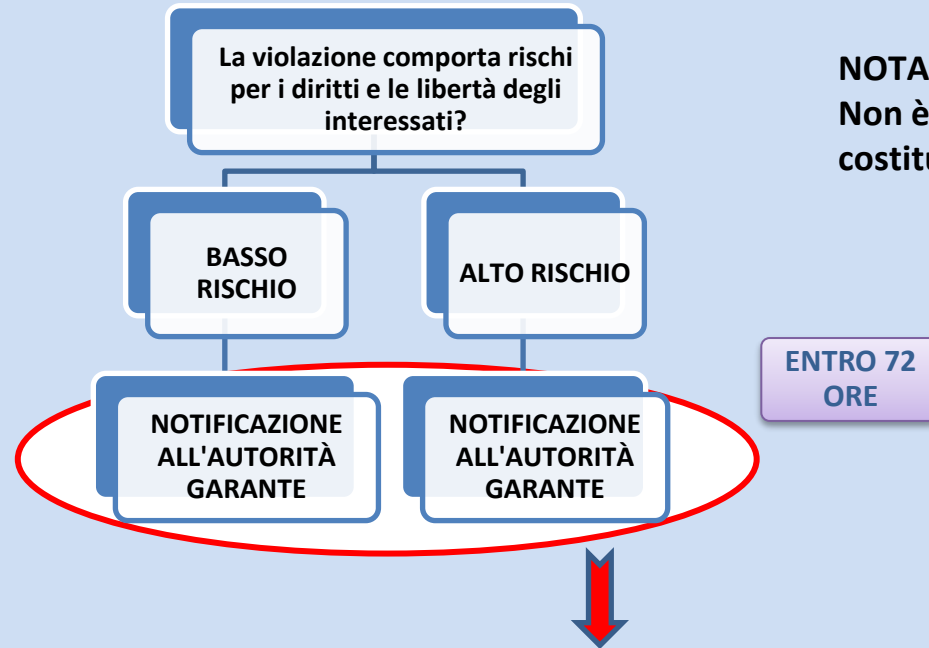 La violazione comporta rischi
per i diritti e le libertà degli
interessati?
NOTA
Non è
BASSO
RISCHIO
ALTO RISCHIO
ENTRO 72
ORE
NOTIFICAZIONE
ALL'AUTORITÀ
GARANTE
NOTIFICAZIONE
ALL'AUTORITÀ
GARANTE